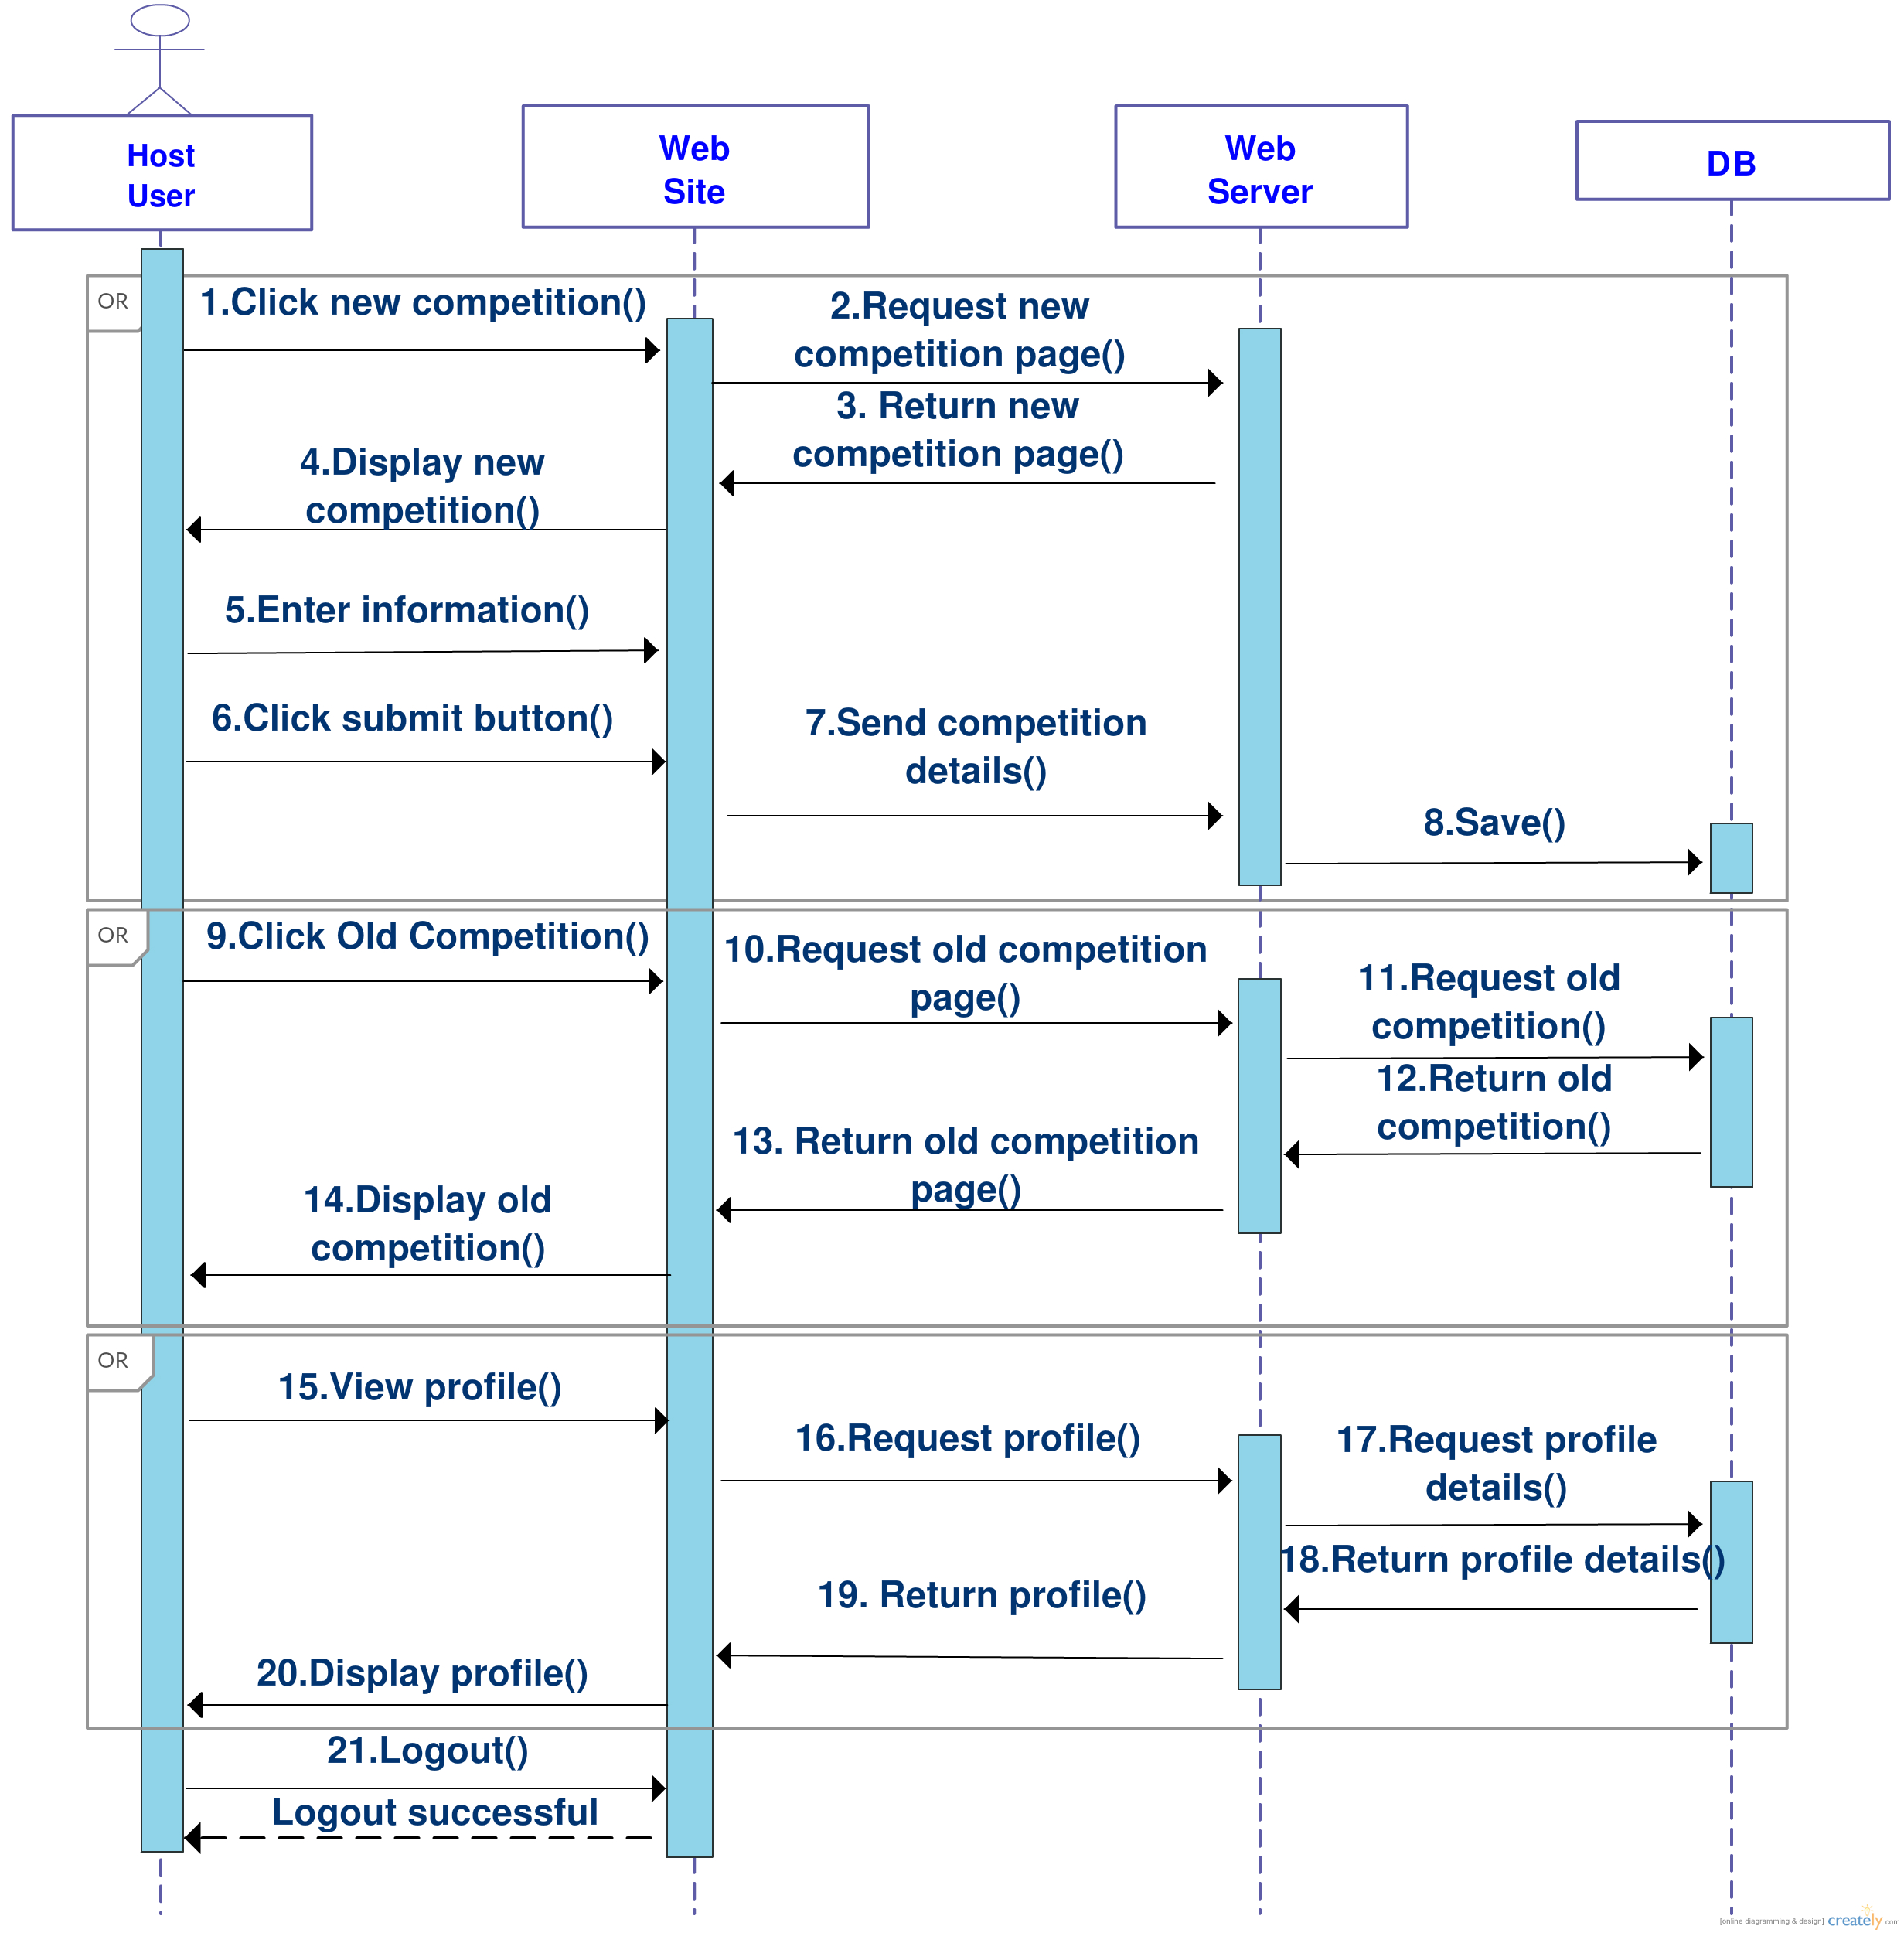 Host
User
Web
Site
Web
Server
DB
OR
1.Click new competition()
2.Request new
competition page()
3. Return new
competition page()
4.Display new
competition()
5.Enter information()
6.Click submit button()
7.Send competition
details()
8.Save()
OR
9.Click Old Competition()
10.Request old competition
page()
11.Request old
competition()
12.Return old
competition()
13. Return old competition
page()
14.Display old
competition()
OR
15.View profile()
16.Request profile()
17.Request profile
details()
18.Return profile details()
19. Return profile()
20.Display profile()
21.Logout()
Logout successful
[online diagramming & design] creately.com